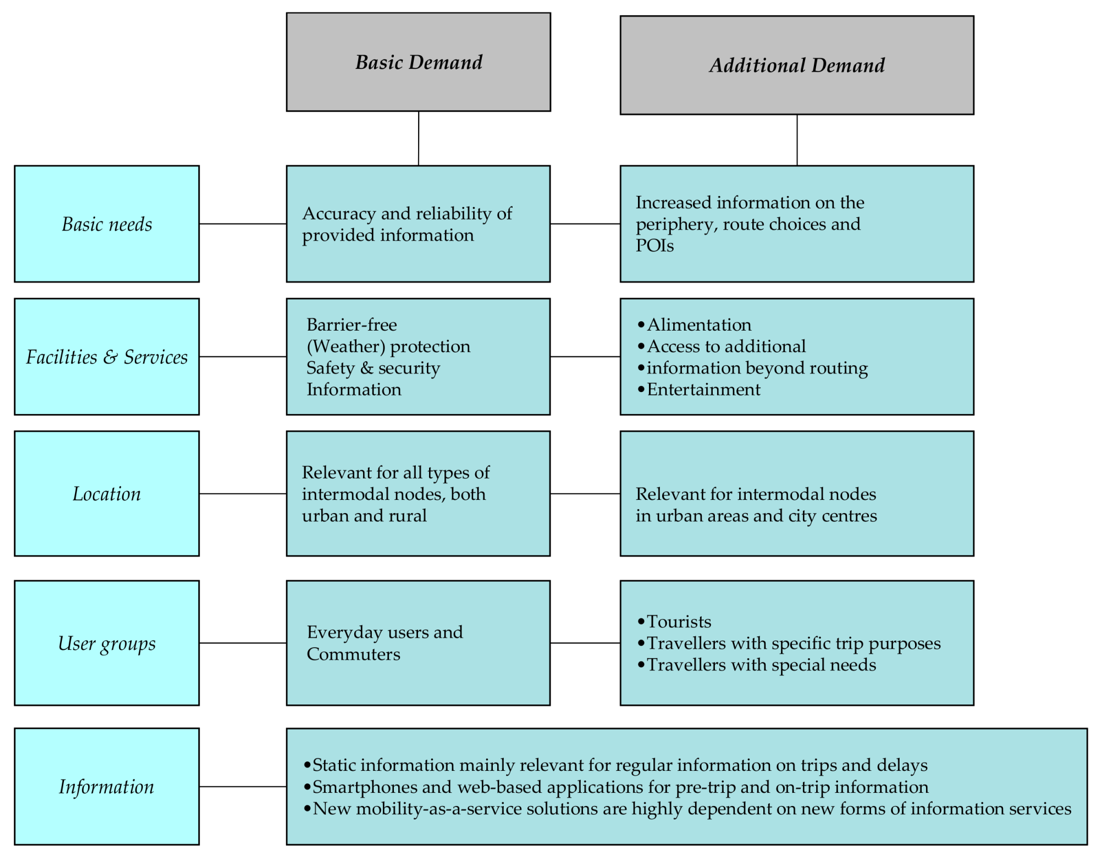 Basic Demand
Additional Demand
Basic needs
Accuracy and reliability of
provided information
Increased information on the
periphery, route choices and
POIs
Facilities & Services
Barrier-free
(Weather) protection
Safety & security
Information
•Alimentation
•Access to additional
•information beyond routing
•Entertainment
Location
Relevant for all types of
intermodal nodes, both
urban and rural
Relevant for intermodal nodes
in urban areas and city centres
User groups
Everyday users and
Commuters
•Tourists
•Travellers with specific trip purposes
•Travellers with special needs
Information
•Static information mainly relevant for regular information on trips and delays
•Smartphones and web-based applications for pre-trip and on-trip information
•New mobility-as-a-service solutions are highly dependent on new forms of information services